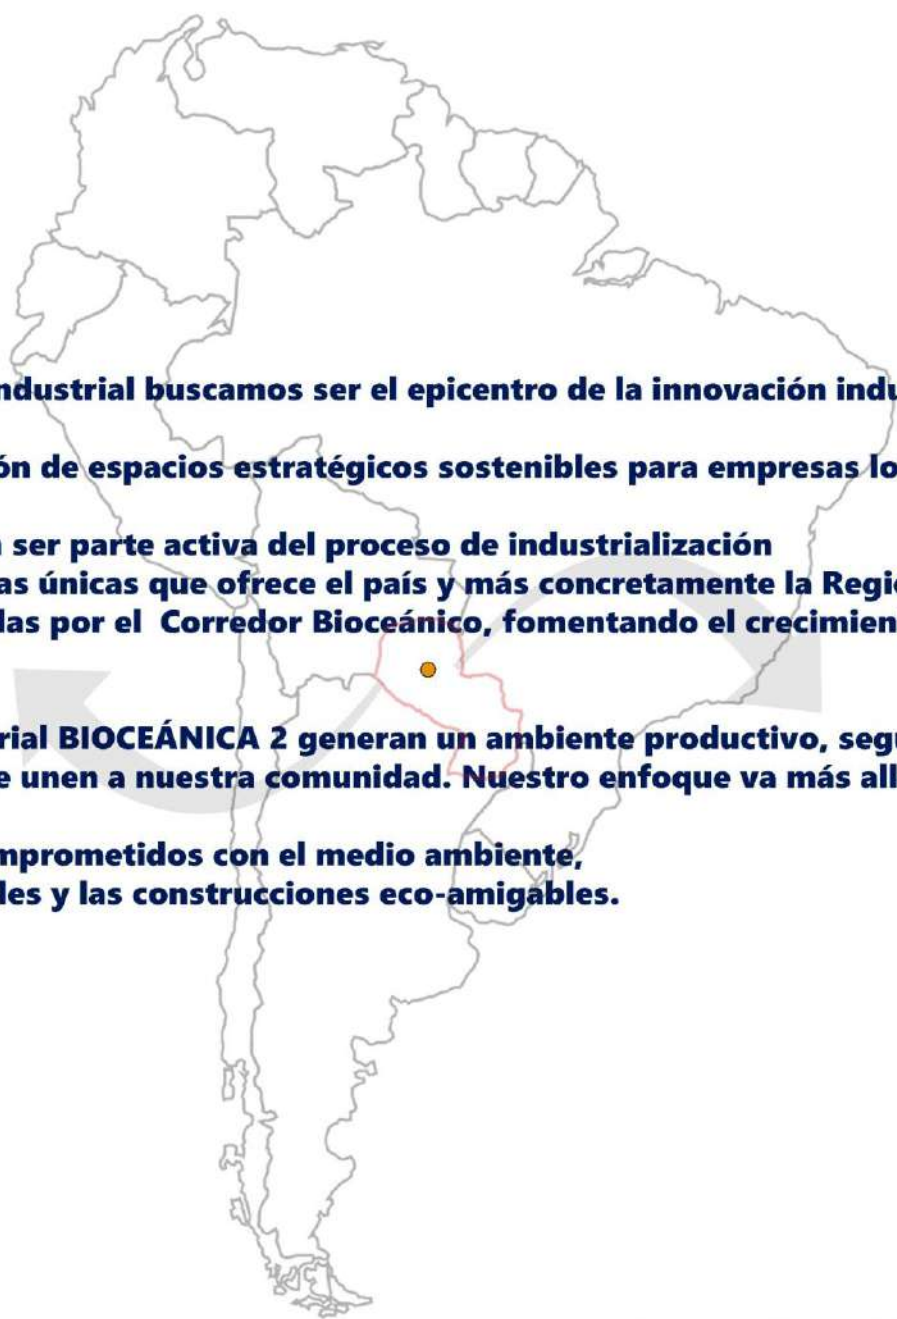 ndustrial buscamos ser el epicentro de la innovación indu
ón de espacios estratégicos sostenibles para empresas lo
ser parte activa del proceso de industrialización
as únicas que ofrece el país y más concretamente la Regi
das por el Corredor Bioceánico, fomentando el crecimien
rial BIOCEÁNICA 2 generan un ambiente productivo, segu
e unen a nuestra comunidad. Nuestro enfoque va más all
mprometidos con el medio ambiente,
les y las construcciones eco-amigables.